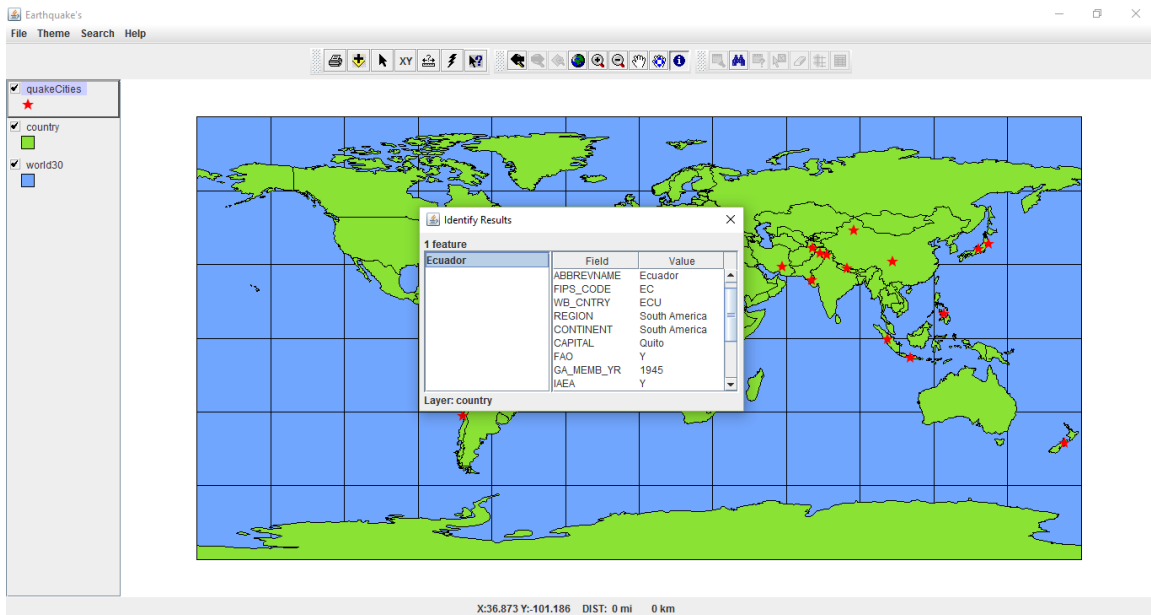 Earthquake's
File Theme Search Help
XY
quakeCities
country
world30
Identify Results
1 feature
Ecuador
Field Value
ABBREVNAME Ecuador
FIPS_CODE EC
WB_CNTRY ECU
REGION South America
CONTINENT South America
CAPITAL Quito
FAO Y
GA_MEMB_YR 1945
IAEA Y
Layer: country
X:36.873 Y:-101.186 DIST: 0 mi 0 km